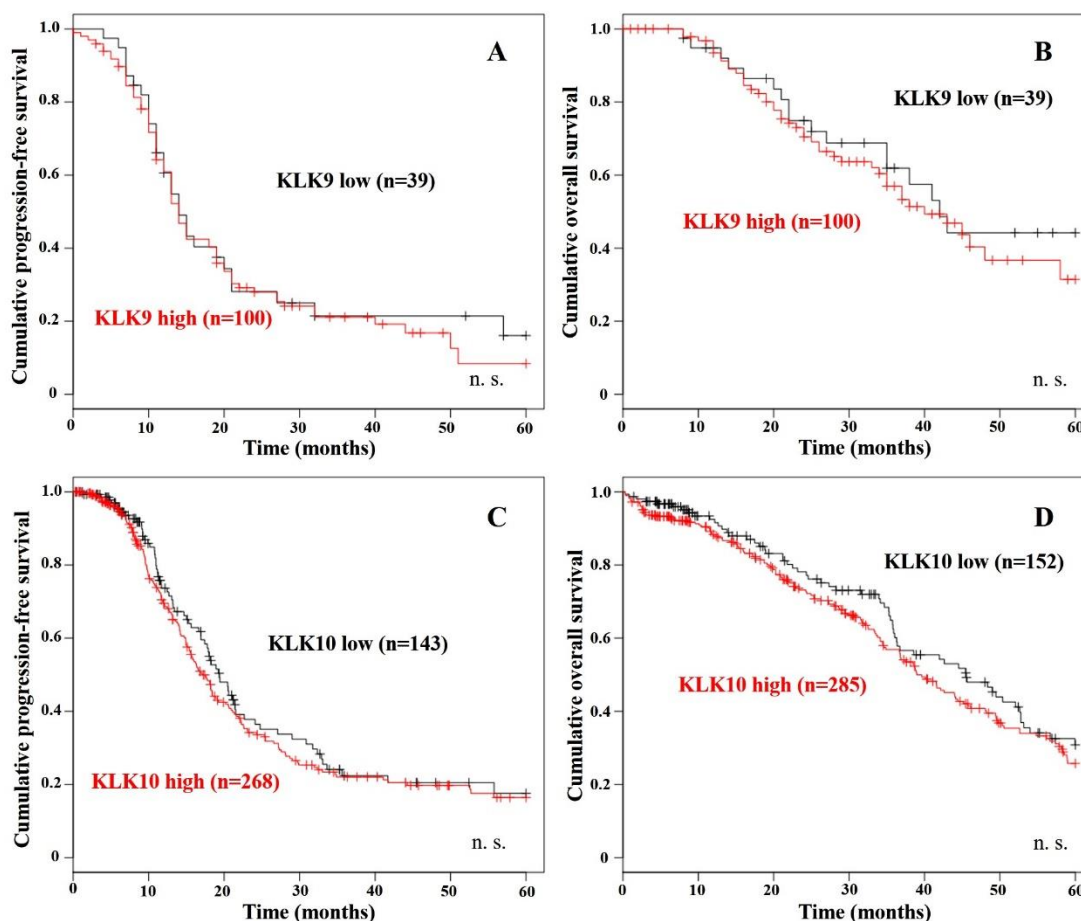 A
Cumulative progression-free survival
1.0
0.8
0.6
0.4
0.2
0
KLK9 low (n=39)
KLK9 high (n=100)
n. s.
0 10 20 30 40 50 60
Time (months)
B
Cumulative overall survival
1.0
0.8
0.6
0.4
0.2
0
KLK9 low (n=39)
KLK9 high (n=100)
n. s.
0 10 20 30 40 50 60
Time (months)
C
Cumulative progression-free survival
1.0
0.8
0.6
0.4
0.2
0
KLK10 low (n=143)
KLK10 high (n=268)
n. s.
0 10 20 30 40 50 60
Time (months)
D
Cumulative overall survival
1.0
0.8
0.6
0.4
0.2
0
KLK10 low (n=152)
KLK10 high (n=285)
n. s.
0 10 20 30 40 50 60
Time (months)